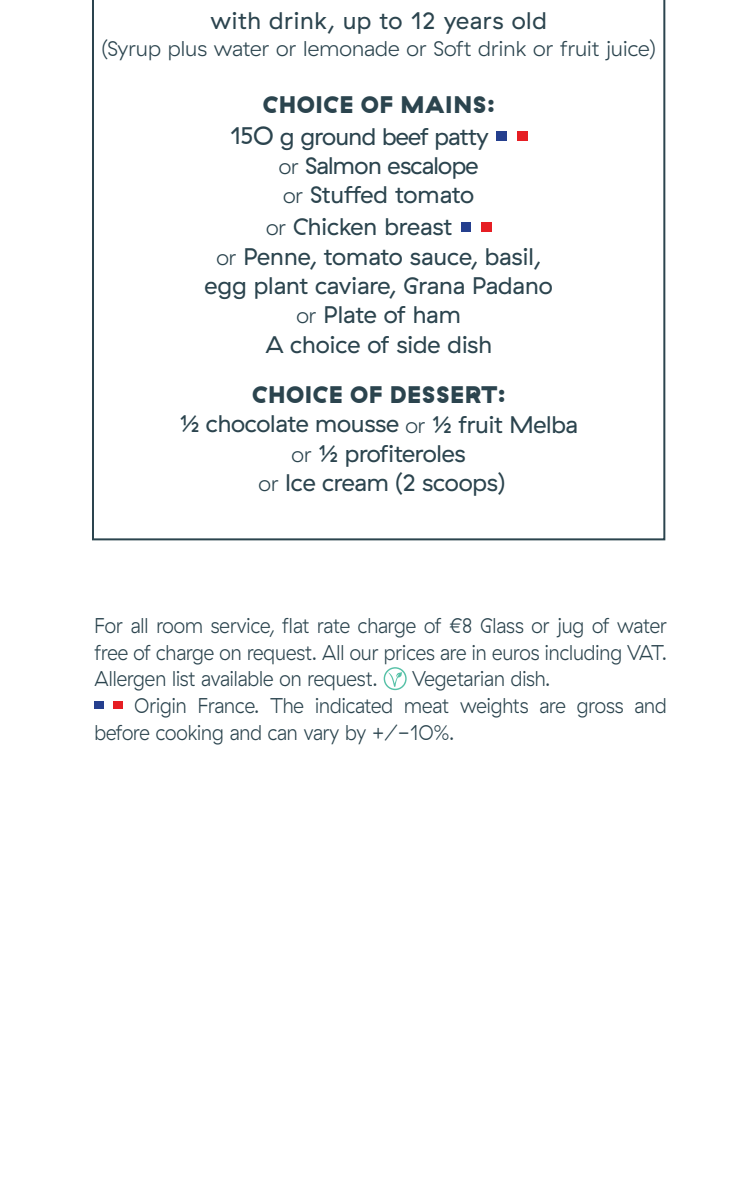 with drink, up to 12 years old
(Syrup plus water or lemonade or Soft drink or fruit juice)
CHOICE OF MAINS:
150 g ground beef patty
or Salmon escalope
or Stuffed tomato
or Chicken breast
or Penne, tomato sauce, basil,
egg plant caviare, Grana Padano
or Plate of ham
A choice of side dish
CHOICE OF DESSERT:
½ chocolate mousse or ½ fruit Melba
or ½ profiteroles
or Ice cream (2 scoops)
For all room service, flat rate charge of €8 Glass or jug of water
free of charge on request. All our prices are in euros including VAT.
Allergen list available on request. V Vegetarian dish.
Origin France. The indicated meat weights are gross and
before cooking and can vary by +/-10%.